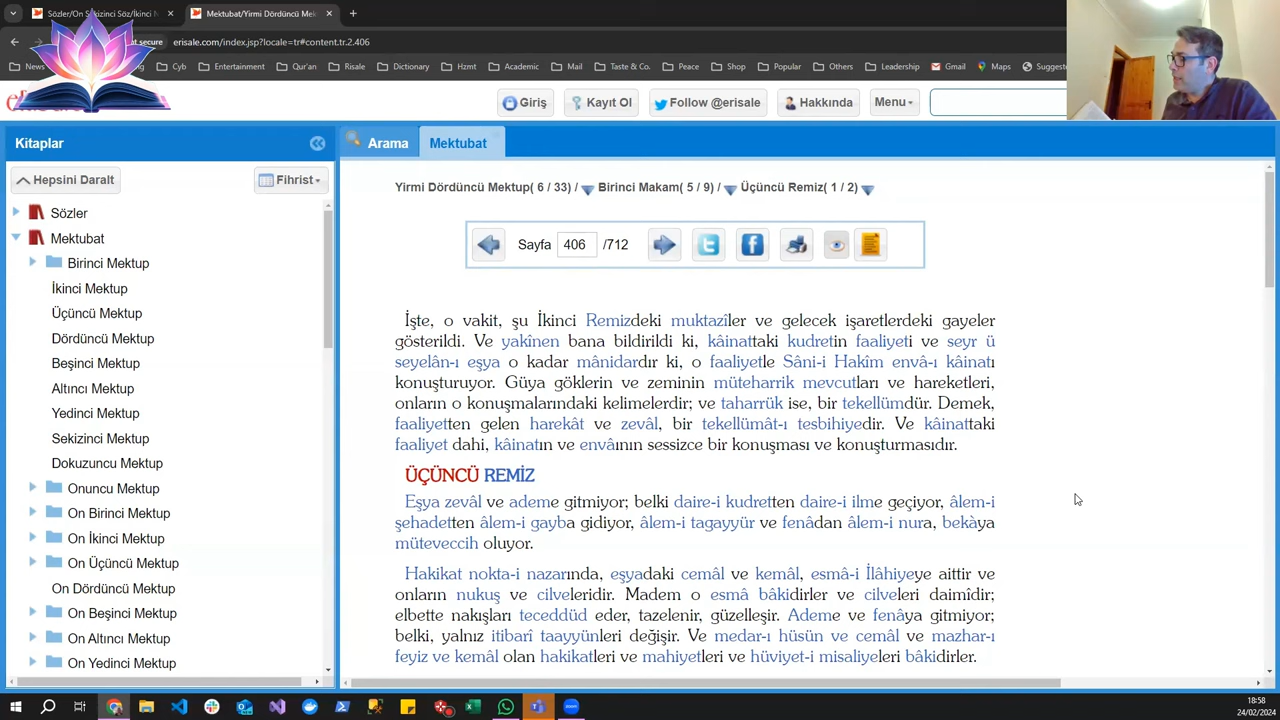 Sözler/On Sekizinci Söz/İkinci N
Mektubat/Yirmi Dördüncü Mek
secure
erisale.com/index.jsp?locale=tr#content.tr.2.406
News
Cyb
Entertainment
Qur'an
Risale
Dictionary
Hzmt
Academic
Mail
Taste & Co.
Peace
Shop
Popular
Others
Leadership
Gmail
Maps
Suggeste
Giriş
Kayıt Ol
Follow @erisale
Hakkında
Menu
Kitaplar
Arama
Mektubat
Hepsini Daralt
Fihrist
Yirmi Dördüncü Mektup( 6 / 33) / Birinci Makam( 5 / 9) / Üçüncü Remiz( 1 / 2)
Sözler
Mektubat
Birinci Mektup
İkinci Mektup
Üçüncü Mektup
Dördüncü Mektup
Beşinci Mektup
Altıncı Mektup
Yedinci Mektup
Sekizinci Mektup
Dokuzuncu Mektup
Onuncu Mektup
On Birinci Mektup
On İkinci Mektup
On Üçüncü Mektup
On Dördüncü Mektup
On Beşinci Mektup
On Altıncı Mektup
On Yedinci Mektup
Sayfa 406 /712
İşte, o vakit, şu İkinci Remizdeki muktazîler ve gelecek işaretlerdeki gayeler
gösterildi. Ve yakînen bana bildirildi ki, kâinattaki kudretin faaliyeti ve seyr ü
seyelân-ı eşya o kadar mânidardır ki, o faaliyetle Sâni-i Hakîm envâ-ı kâinatı
konuşturuyor. Güya göklerin ve zeminin müteharrik mevcutları ve hareketleri,
onların o konuşmalarındaki kelimelerdir; ve taharrük ise, bir tekellümdür. Demek,
faaliyetten gelen harekât ve zevâl, bir tekellümât-ı tesbihiyedir. Ve kâinattaki
faaliyet dahi, kâinatın ve envâının sessizce bir konuşması ve konuşturmasıdır.
ÜÇÜNCÜ REMİZ
Eşya zevâl ve ademe gitmiyor; belki daire-i kudretten daire-i ilme geçiyor, âlem-i
şehadetten âlem-i gayba gidiyor, âlem-i tagayyür ve fenâdan âlem-i nura, bekàya
müteveccih oluyor.
Hakikat nokta-i nazarında, eşyadaki cemâl ve kemâl, esmâ-i İlâhiyeye aittir ve
onların nukuş ve cilveleridir. Madem o esmâ bâkidirler ve cilveleri daimîdir;
elbette nakışları teceddüd eder, tazelenir, güzelleşir. Ademe ve fenâya gitmiyor;
belki, yalnız itibarî taayyünleri değişir. Ve medar-ı hüsün ve cemâl ve mazhar-ı
feyiz ve kemâl olan hakikatleri ve mahiyetleri ve hüviyet-i misaliyeleri bâkidirler.
18:58
24/02/2024